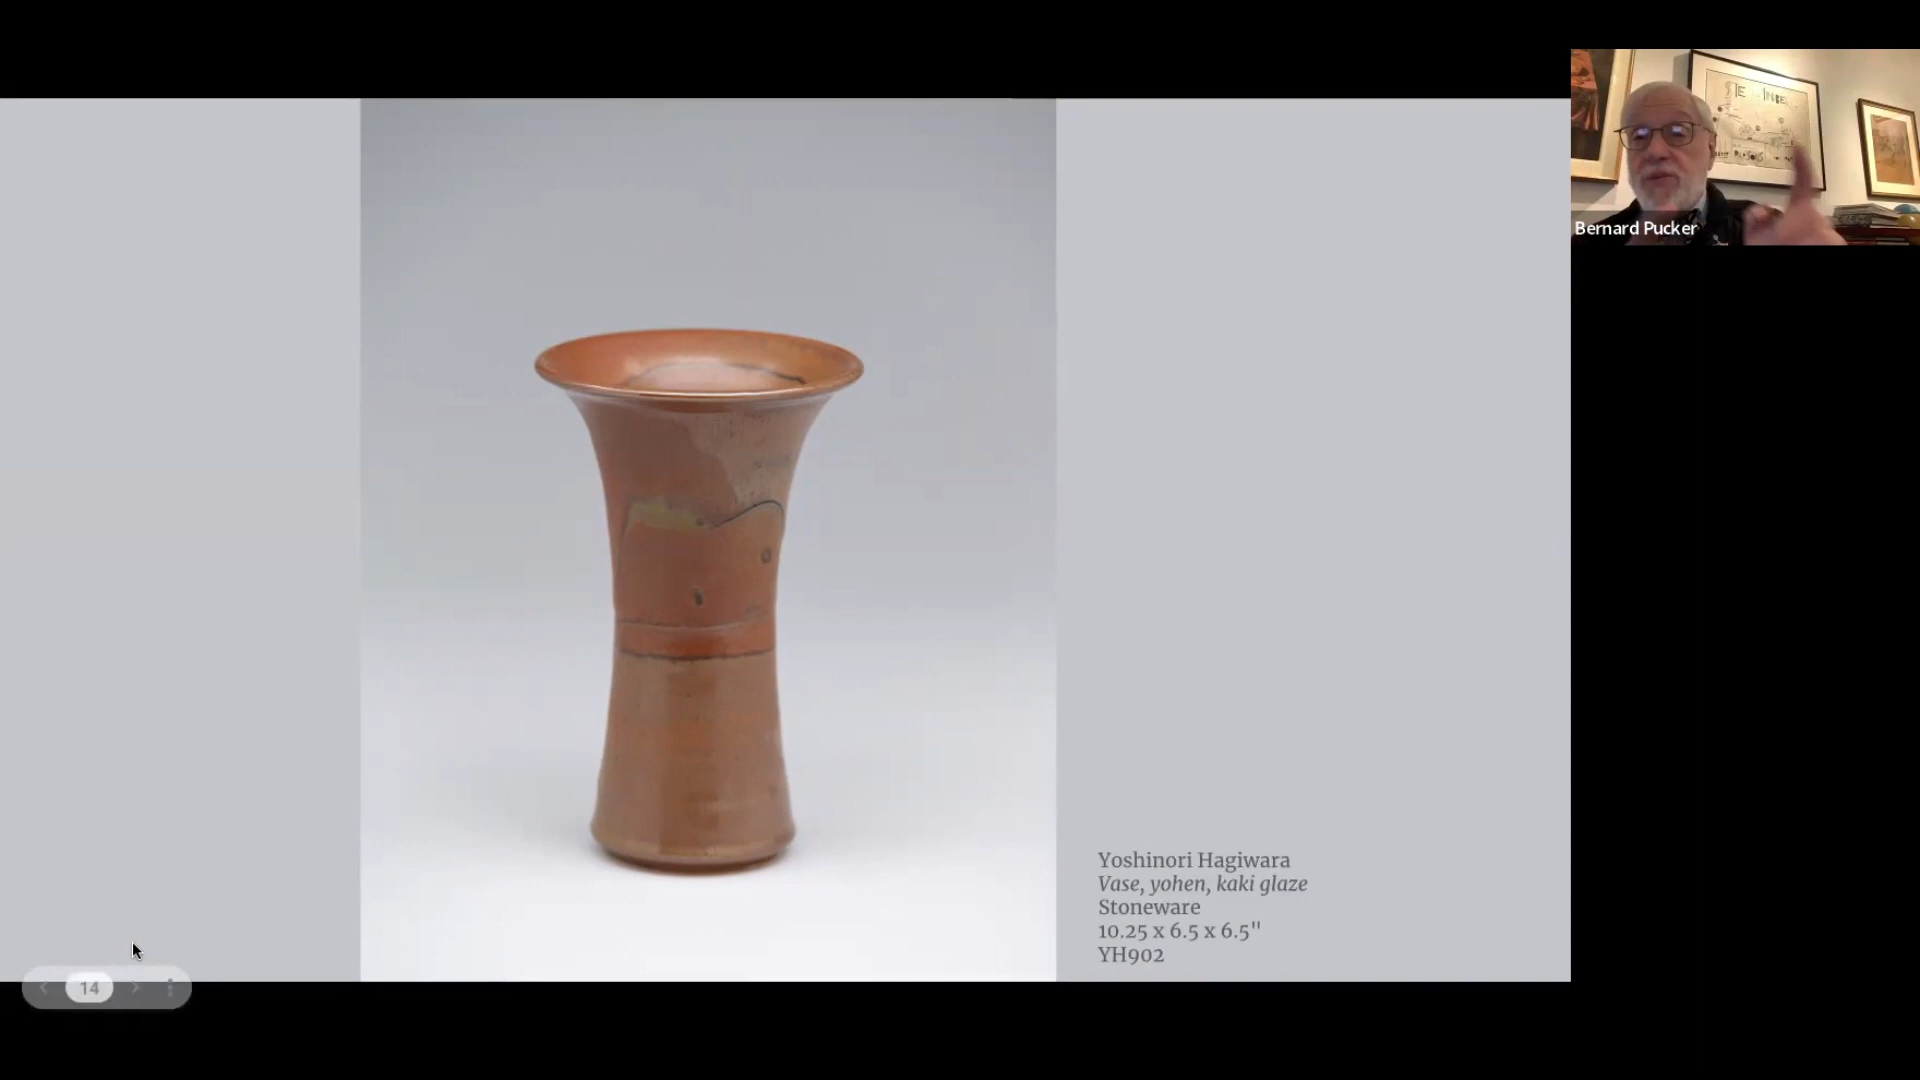 Bernard Pucker
Yoshinori Hagiwara
Vase, yohen, kaki glaze
Stoneware
10.25 x 6.5 x 6.5"
YH902
14